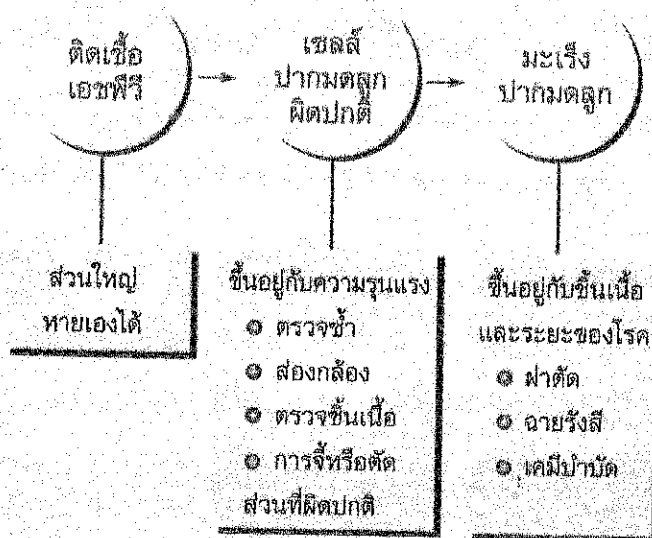 ติดเชื้อ
เอชพีวี
เซลล์
ปากมดลูก
ผิดปกติ
มะเร็ง
ปากมดลูก
ส่วนใหญ่
หายเองได้
ขึ้นอยู่กับความรุนแรง
ตรวจซ้ำ
ส่องกล้อง
ตรวจชิ้นเนื้อ
การจี้หรือตัด
ส่วนที่ผิดปกติ
ขึ้นอยู่กับชิ้นเนื้อ
และระยะของโรค
ผ่าตัด
ฉายรังสี
เคมีบำบัด